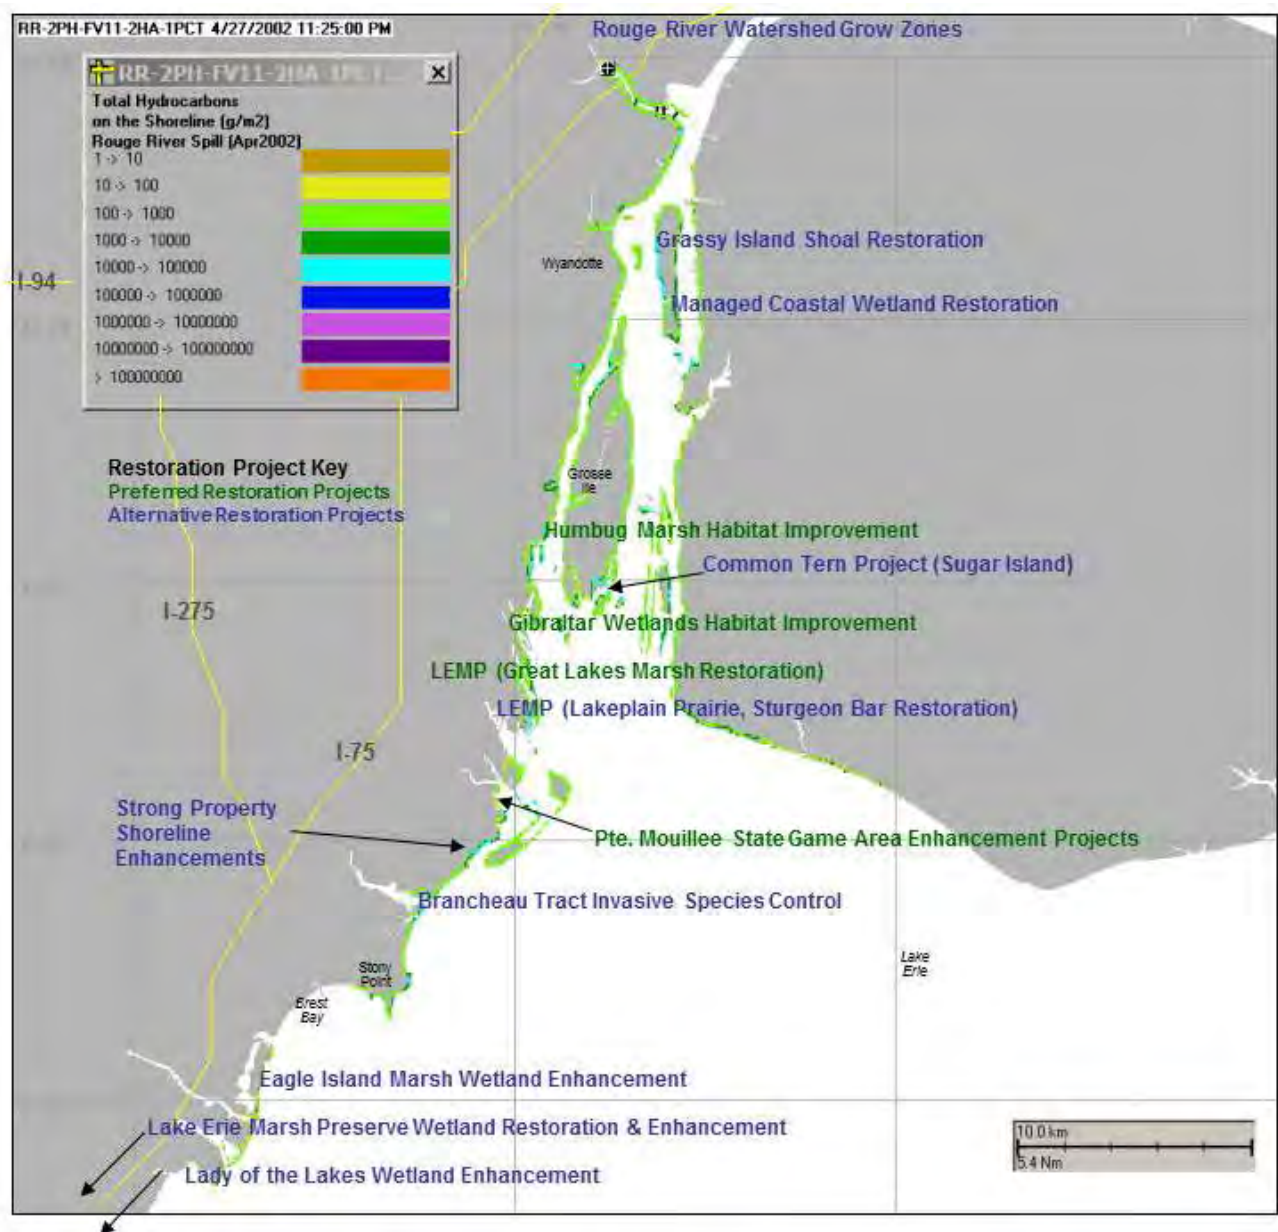 RR-2PH-FV11-2HA-1PCT 4/27/2002 11:25:00 PM
Rouge River Watershed Grow Zones
RR-2PH-FV11-2HA-1PCT...
Total Hydrocarbons
on the Shoreline (g/m2)
Rouge River Spill (Apr2002)
1 -> 10
10 -> 100
100 -> 1000
1000 -> 10000
10000 -> 100000
100000 -> 1000000
1000000 -> 10000000
10000000 -> 100000000
> 100000000
I-94
Wyandotte
Grassy Island Shoal Restoration
Managed Coastal Wetland Restoration
Restoration Project Key
Preferred Restoration Projects
Alternative Restoration Projects
Grosse
Ile
Humbug Marsh Habitat Improvement
Common Tern Project (Sugar Island)
I-275
Gibraltar Wetlands Habitat Improvement
LEMP (Great Lakes Marsh Restoration)
LEMP (Lakeplain Prairie, Sturgeon Bar Restoration)
I-75
Strong Property
Shoreline
Enhancements
Pte. Mouillee State Game Area Enhancement Projects
Brancheau Tract Invasive Species Control
Lake
Erie
Stony
Point
Brest
Bay
Eagle Island Marsh Wetland Enhancement
Lake Erie Marsh Preserve Wetland Restoration & Enhancement
Lady of the Lakes Wetland Enhancement
10.0 km
5.4 Nm